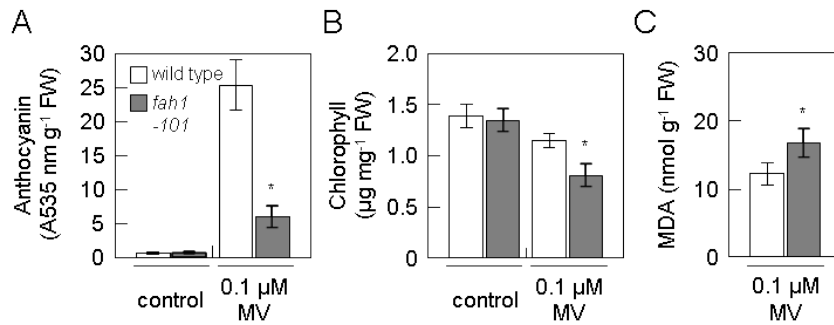 A
Anthocyanin
(A535 nm g-1 FW)
30
25
20
15
10
5
0
wild type
fah1
-101
*
control
0.1 µM
MV
B
Chlorophyll
(µg mg-1 FW)
2.0
1.5
1.0
0.5
0
*
control
0.1 µM
MV
C
MDA (nmol g-1 FW)
30
20
10
0
*
0.1 µM
MV